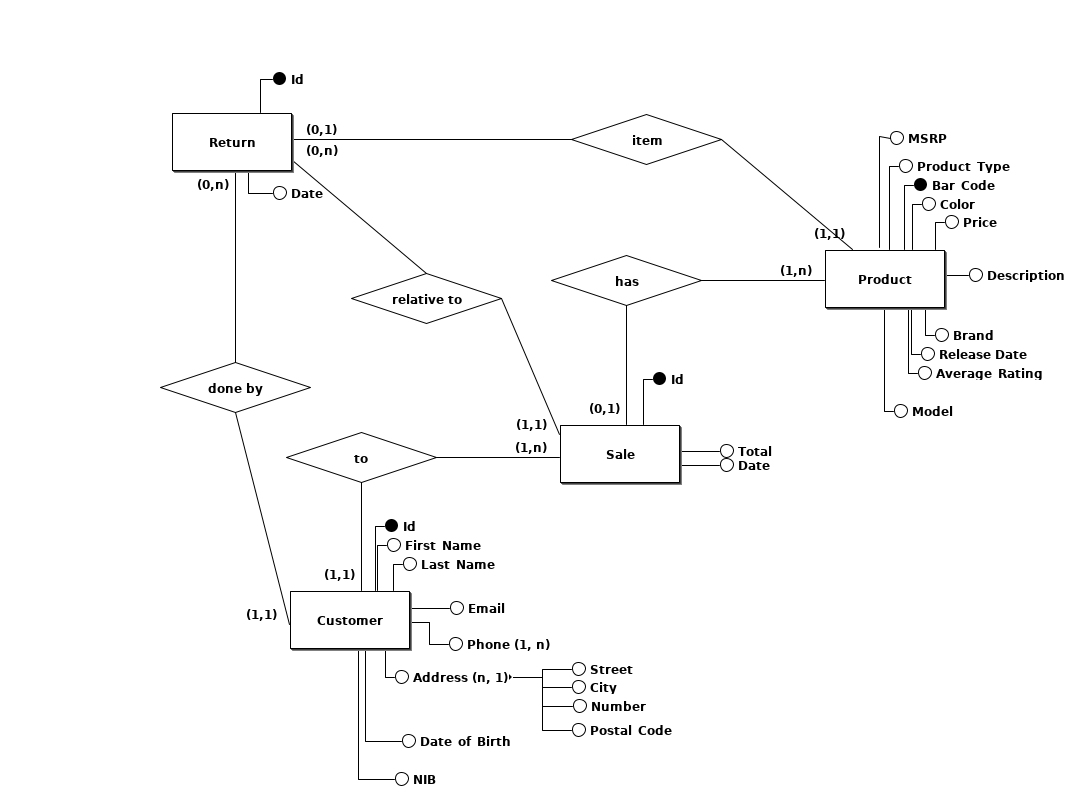 Id
(0,1)
item
Return
MSRP
(0,n)
Product Type
(0,n)
Bar Code
Date
Color
Price
(1,1)
(1,n)
Description
has
Product
relative to
Brand
Release Date
Average Rating
Id
done by
(0,1)
Model
(1,1)
(1,n)
Total
Sale
to
Date
Id
First Name
Last Name
(1,1)
Email
(1,1)
Customer
Phone (1, n)
Street
Address (n, 1)
City
Number
Postal Code
Date of Birth
NIB